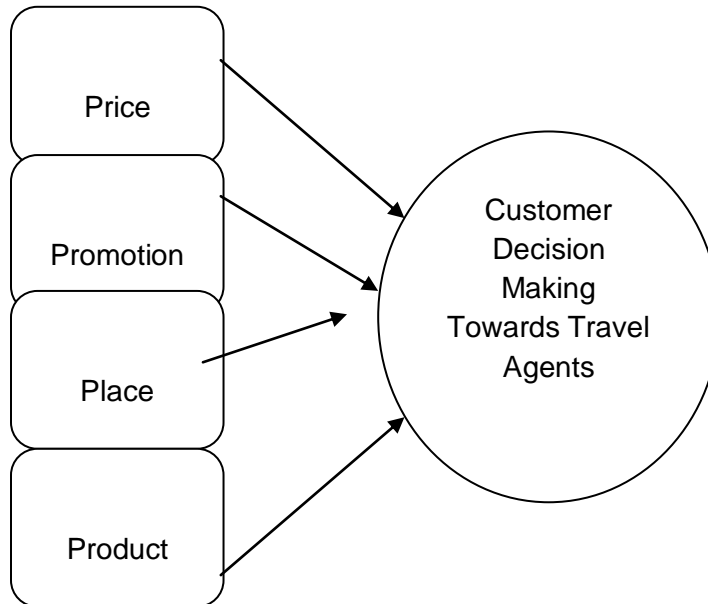 Price
Promotion
Place
Product
Customer
Decision
Making
Towards Travel
Agents